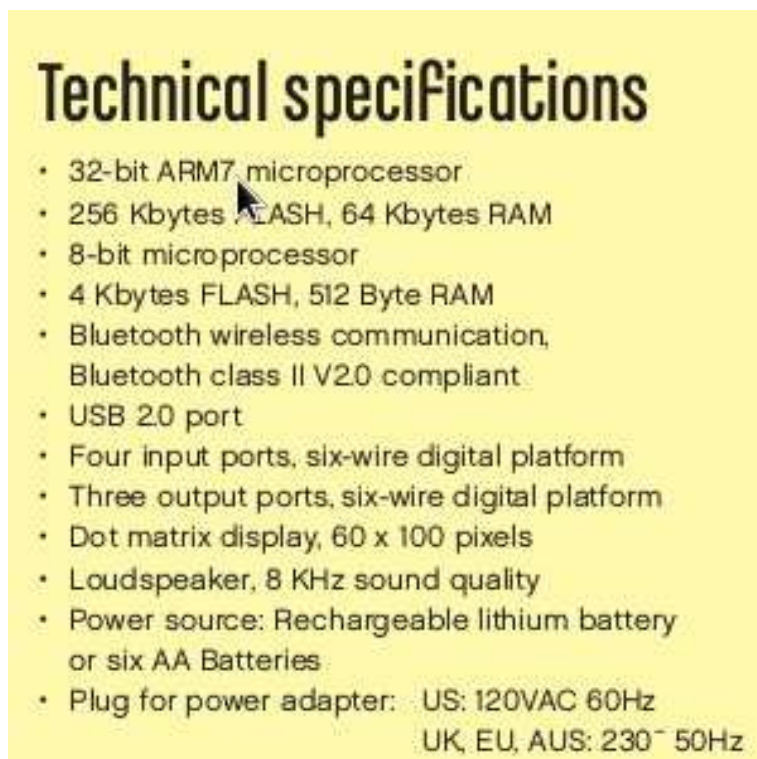 Technical specifications
• 32-bit ARM7 microprocessor
• 256 Kbytes FLASH, 64 Kbytes RAM
• 8-bit microprocessor
• 4 Kbytes FLASH, 512 Byte RAM
• Bluetooth wireless communication,
Bluetooth class II V2.0 compliant
• USB 2.0 port
• Four input ports, six-wire digital platform
• Three output ports, six-wire digital platform
• Dot matrix display, 60 x 100 pixels
• Loudspeaker, 8 KHz sound quality
• Power source: Rechargeable lithium battery
or six AA Batteries
• Plug for power adapter: US: 120VAC 60Hz
UK, EU, AUS: 230~ 50Hz